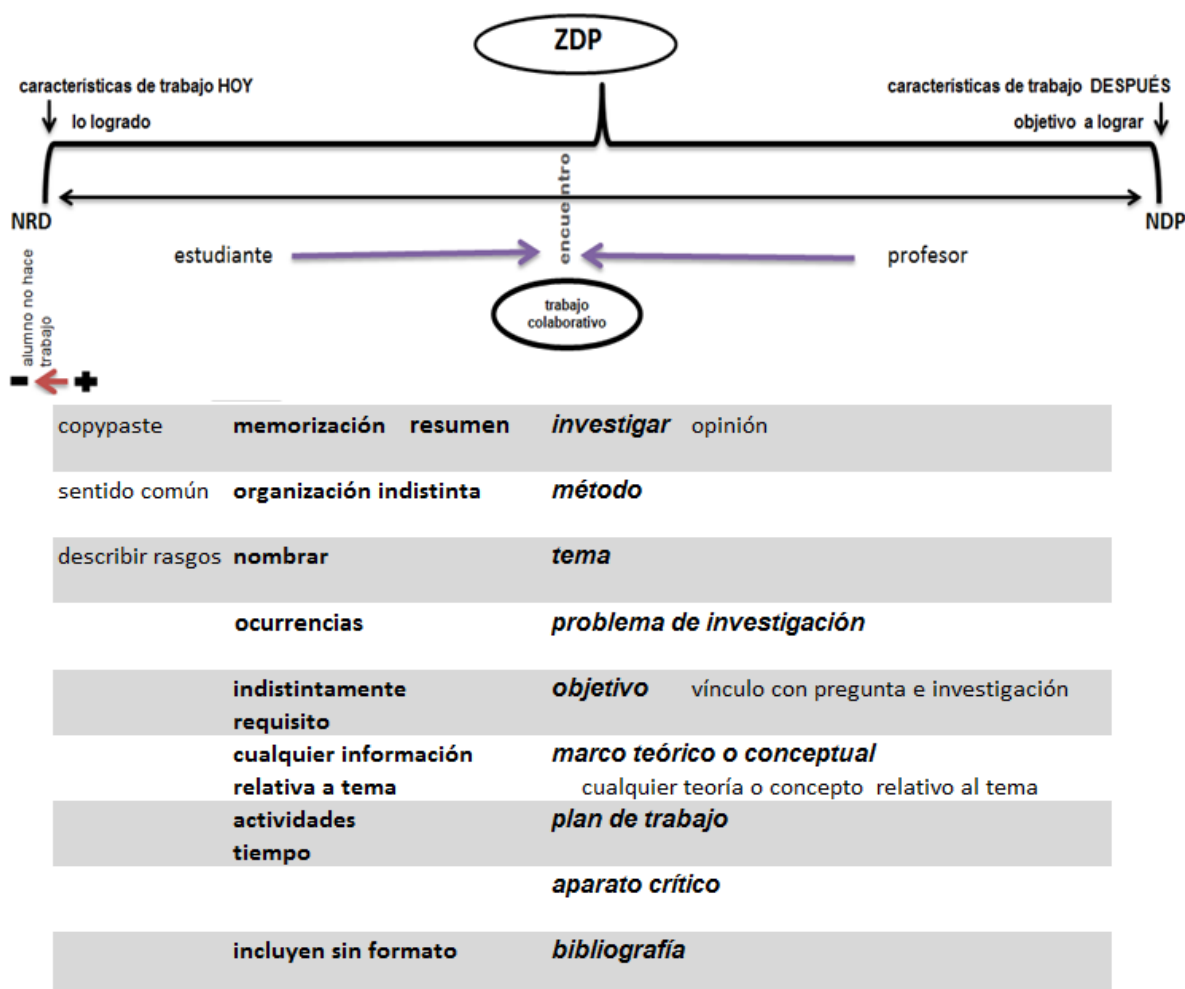 ZDP
características de trabajo HOY
características de trabajo DESPUÉS
lo logrado
objetivo a lograr
encuentro
NRD
NDP
estudiante
profesor
alumno no hace
trabajo
trabajo
colaborativo
- +
copypaste memorización resumen investigar opinión
sentido común organización indistinta método
describir rasgos nombrar tema
ocurrencias problema de investigación
indistintamente objetivo vínculo con pregunta e investigación
requisito
cualquier información marco teórico o conceptual
relativa a tema cualquier teoría o concepto relativo al tema
actividades plan de trabajo
tiempo
aparato crítico
incluyen sin formato bibliografía